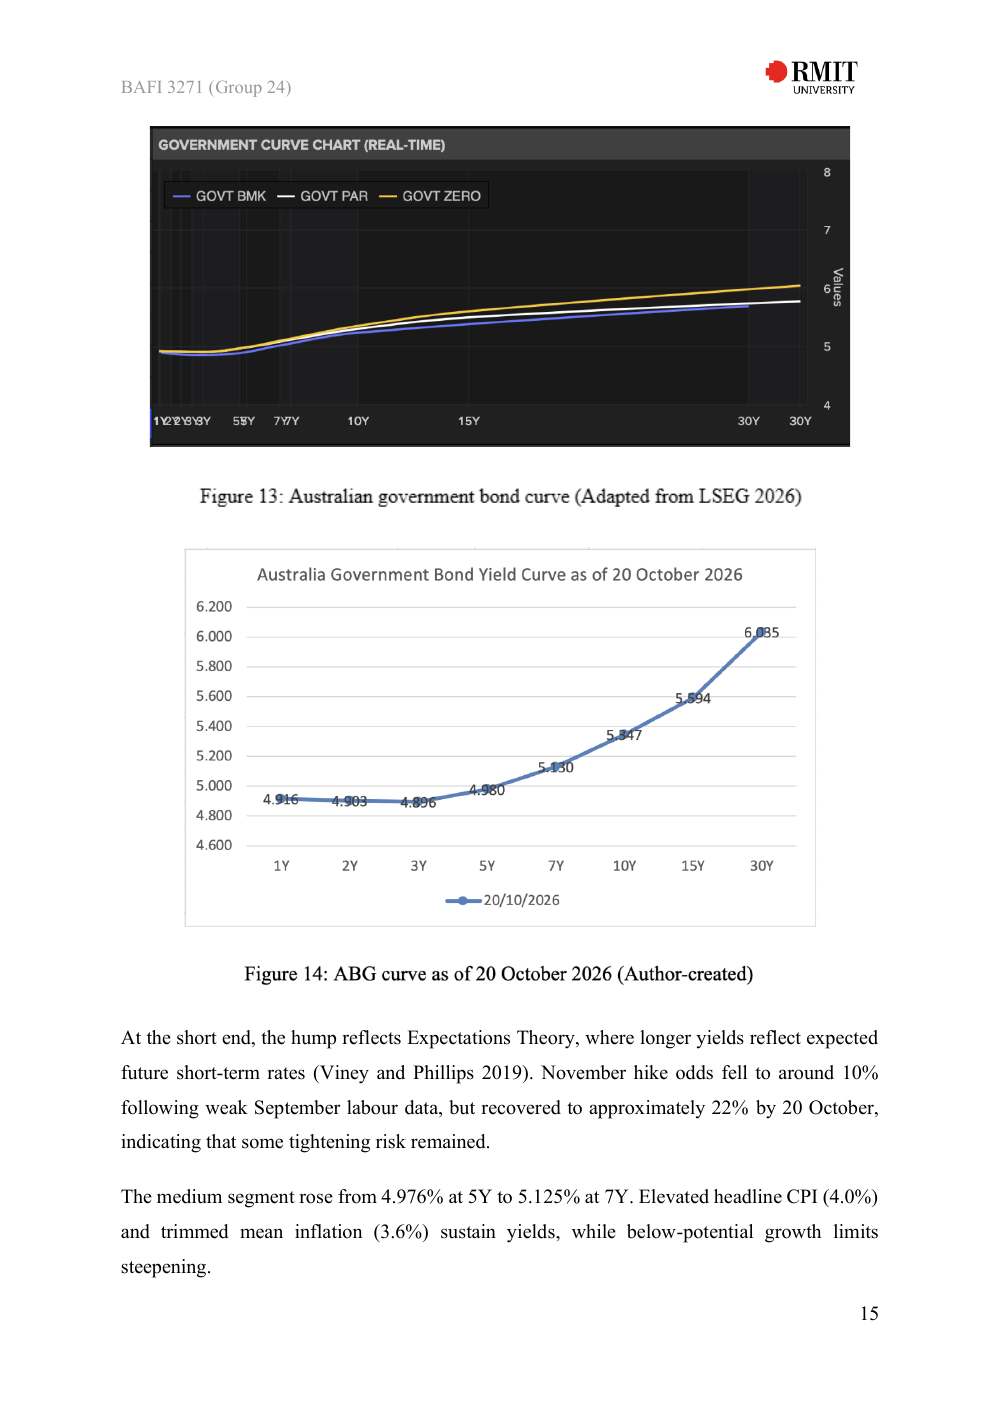 BAFI 3271 (Group 24)
RMIT
UNIVERSITY
GOVERNMENT CURVE CHART (REAL-TIME)
GOVT BMK GOVT PAR GOVT ZERO
8
7
6
5
4
Values
1Y 2Y 2Y 3Y 3Y 5Y 5Y 7Y 7Y 10Y 15Y 30Y 30Y
Figure 13: Australian government bond curve (Adapted from LSEG 2026)
Australia Government Bond Yield Curve as of 20 October 2026
6.200
6.000
5.800
5.600
5.400
5.200
5.000
4.800
4.600
4.916 4.903 4.896 4.980 5.130 5.347 5.594 6.035
1Y 2Y 3Y 5Y 7Y 10Y 15Y 30Y
20/10/2026
Figure 14: ABG curve as of 20 October 2026 (Author-created)
At the short end, the hump reflects Expectations Theory, where longer yields reflect expected
future short-term rates (Viney and Phillips 2019). November hike odds fell to around 10%
following weak September labour data, but recovered to approximately 22% by 20 October,
indicating that some tightening risk remained.
The medium segment rose from 4.976% at 5Y to 5.125% at 7Y. Elevated headline CPI (4.0%)
and trimmed mean inflation (3.6%) sustain yields, while below-potential growth limits
steepening.
15